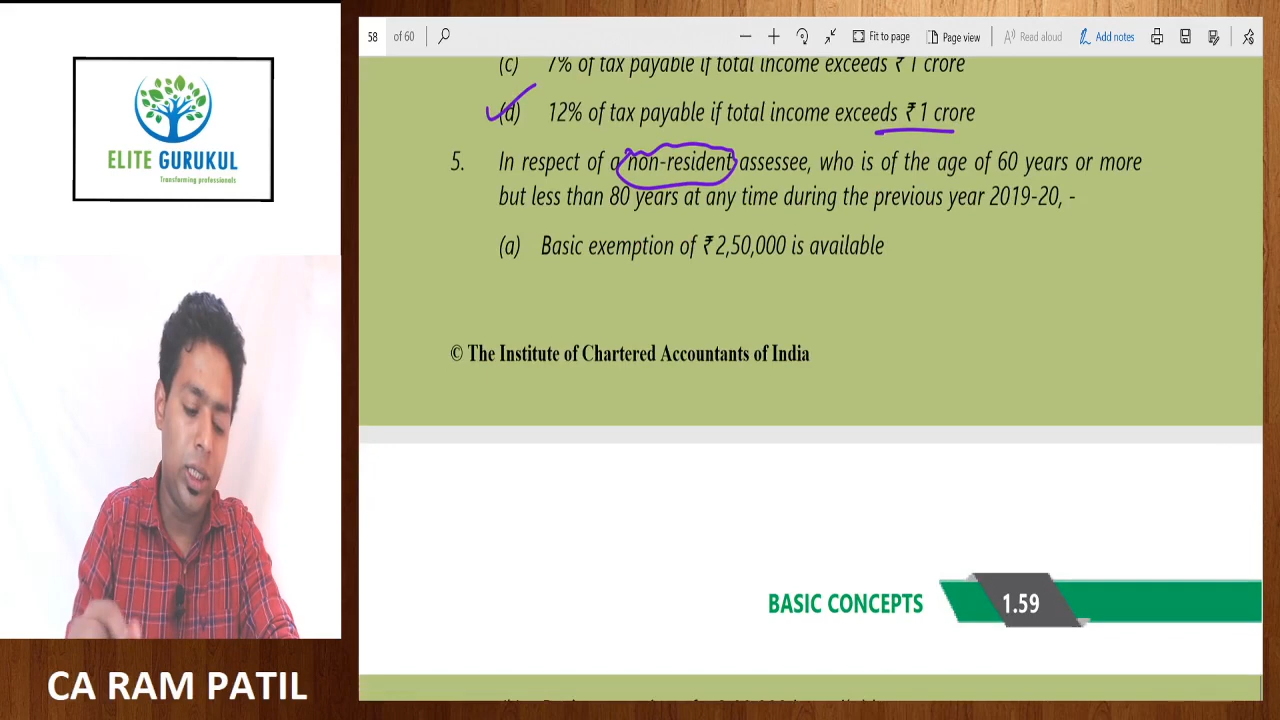 58 of 60 Fit to page Page view Read aloud Add notes
(c) 7% of tax payable if total income exceeds ₹ 1 crore
(d) 12% of tax payable if total income exceeds ₹ 1 crore
5. In respect of a non-resident assessee, who is of the age of 60 years or more
but less than 80 years at any time during the previous year 2019-20, -
(a) Basic exemption of ₹ 2,50,000 is available
© The Institute of Chartered Accountants of India
BASIC CONCEPTS 1.59
ELITE GURUKUL
Transforming professionals
CA RAM PATIL